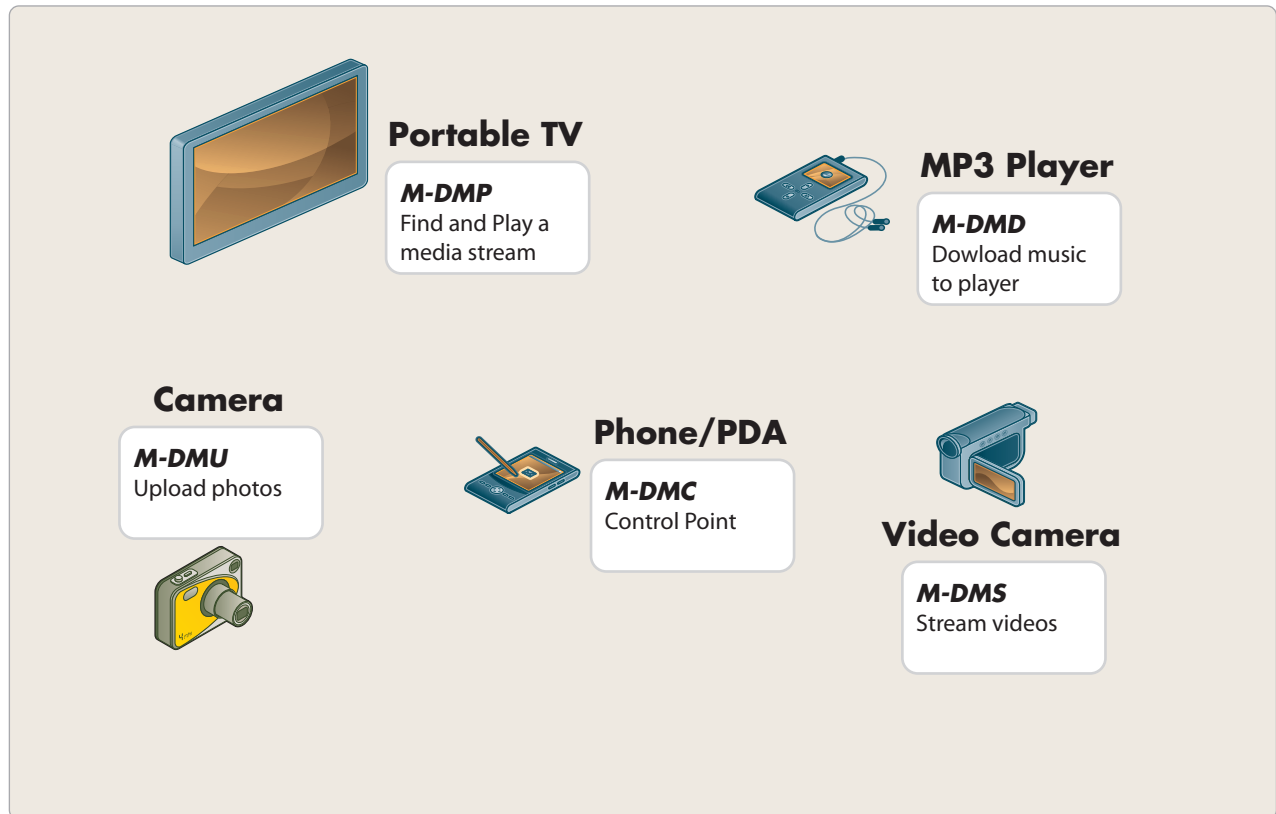 Portable TV
M-DMP
Find and Play a
media stream
MP3 Player
M-DMD
Dowload music
to player
Camera
M-DMU
Upload photos
Phone/PDA
M-DMC
Control Point
Video Camera
M-DMS
Stream videos